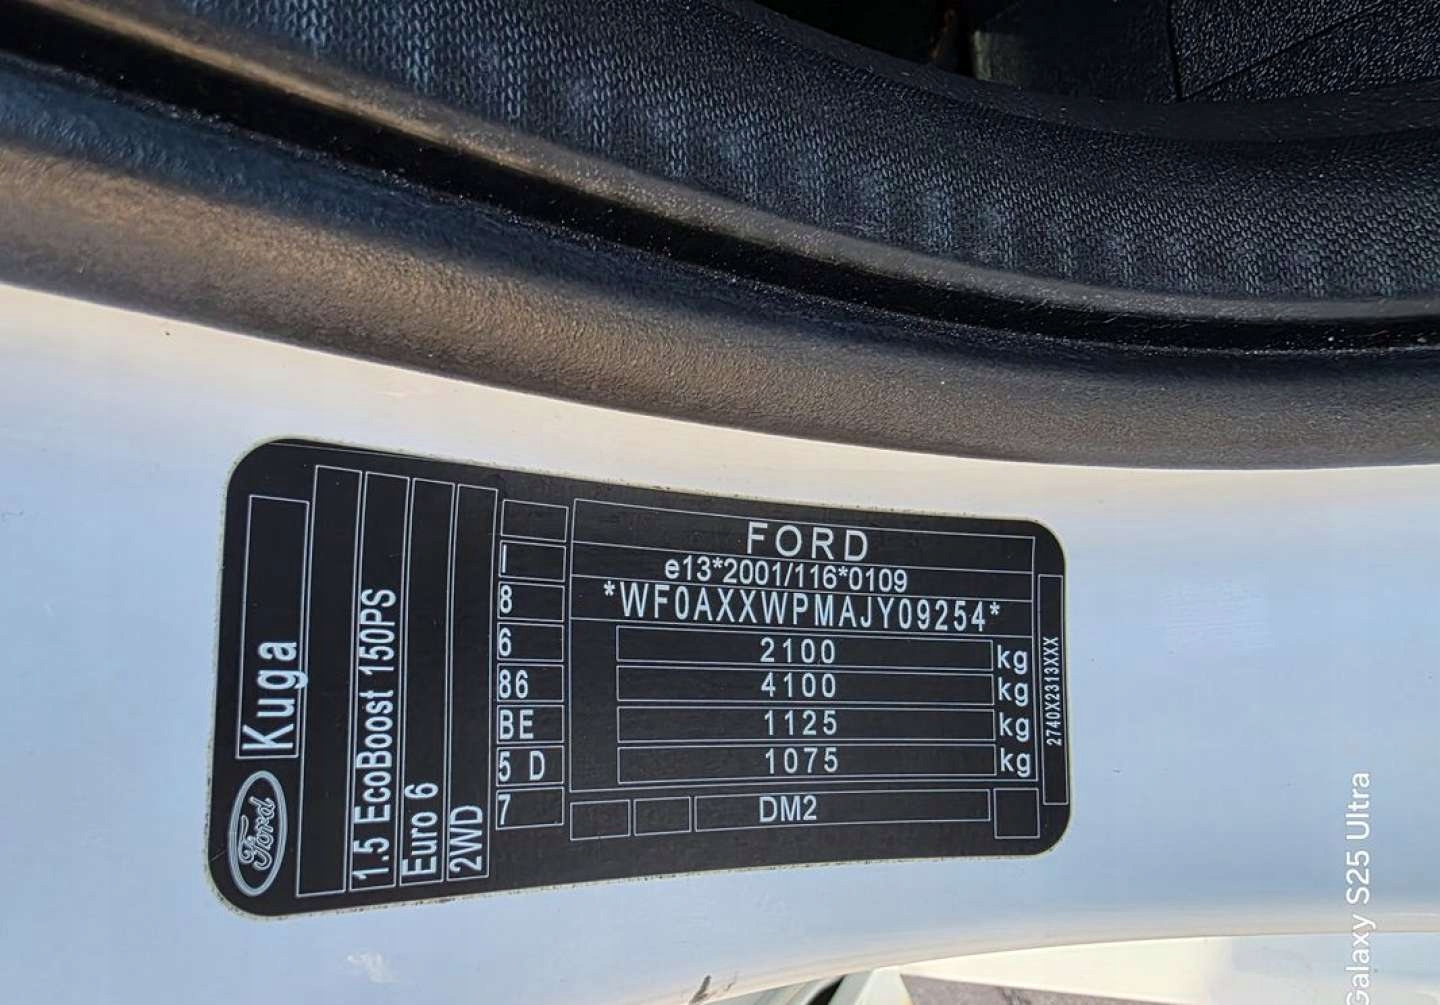 Ford
Kuga
1.5 EcoBoost 150PS
Euro 6
2WD
I
8
6
86
BE
5 D
7
FORD
e13*2001/116*0109
*WF0AXXWPMAJY09254*
2100 kg
4100 kg
1125 kg
1075 kg
DM2
2740X2313XXX
Galaxy S25 Ultra